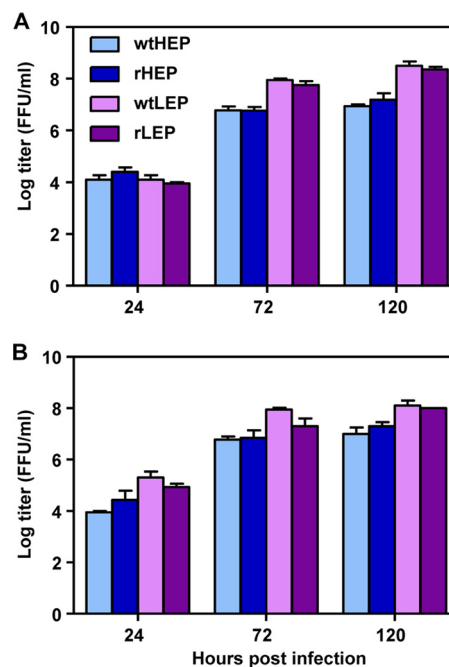 A
Log titer (FFU/ml)
10
8
6
4
2
0
wtHEP
rHEP
wtLEP
rLEP
24
72
120
B
Log titer (FFU/ml)
10
8
6
4
2
0
24
72
120
Hours post infection